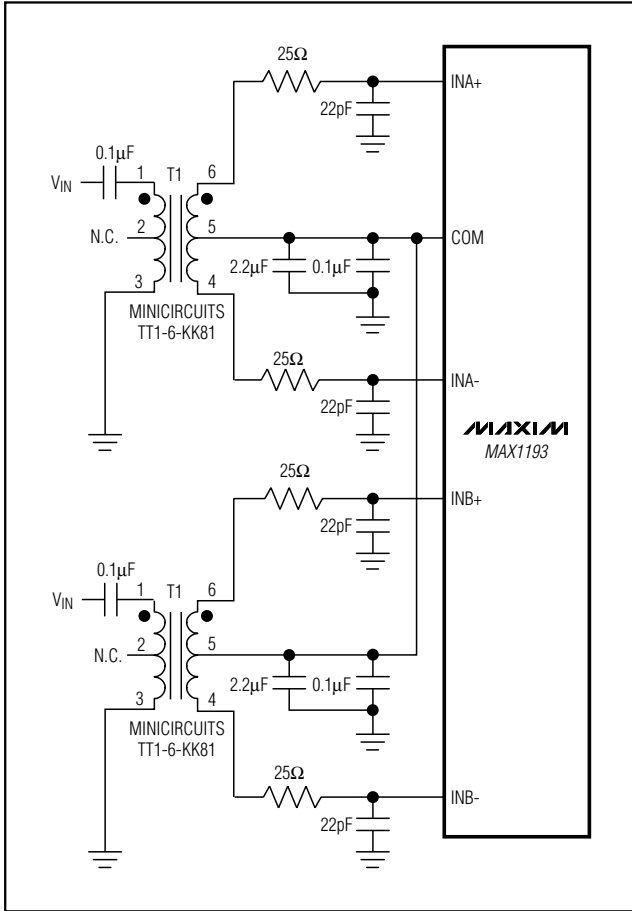 25Ω
INA+
22pF
0.1μF
1
T1
6
VIN
2
5
N.C.
COM
2.2μF
0.1μF
3
4
MINICIRCUITS
TT1-6-KK81
25Ω
INA-
22pF
MAXIM
MAX1193
25Ω
INB+
22pF
0.1μF
1
T1
6
VIN
2
5
N.C.
2.2μF
0.1μF
3
4
MINICIRCUITS
TT1-6-KK81
25Ω
INB-
22pF